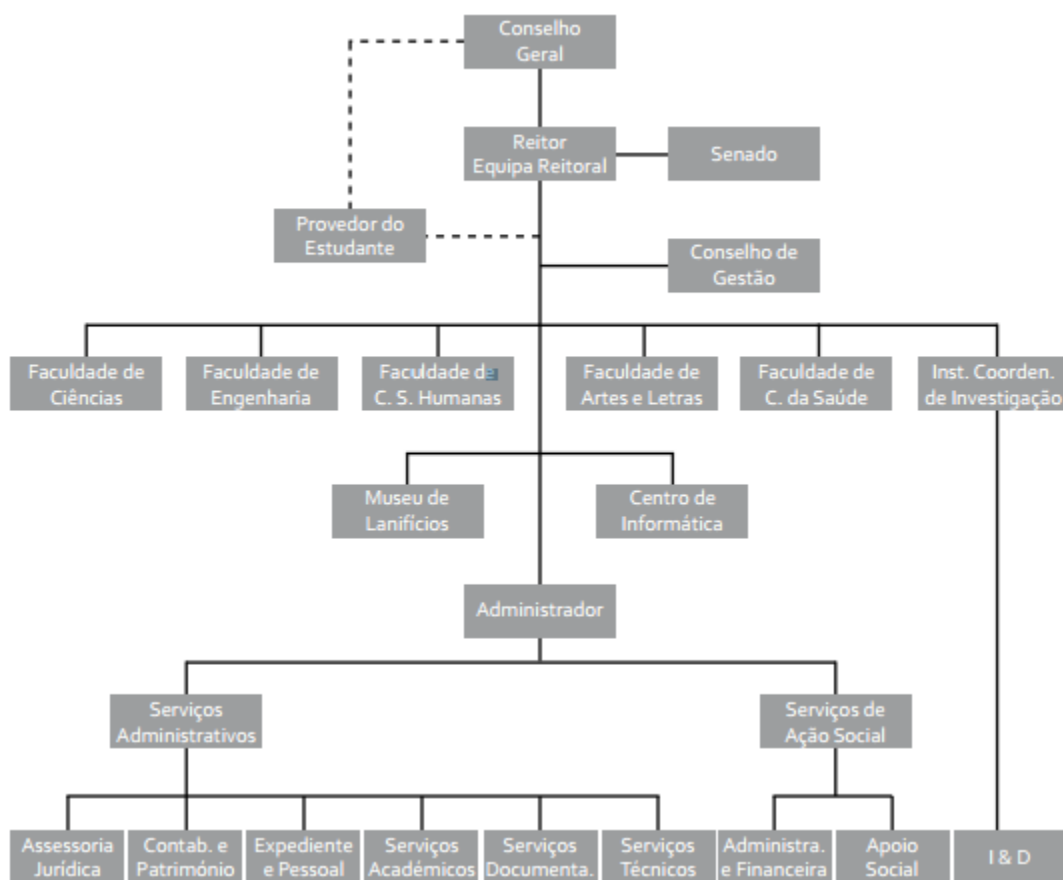 Conselho
Geral
Reitor
Equipa Reitoral
Senado
Provedor do
Estudante
Conselho de
Gestão
Faculdade de
Ciências
Faculdade de
Engenharia
Faculdade d
C. S. Humanas
Faculdade de
Artes e Letras
Faculdade de
C. da Saúde
Inst. Coorden.
de Investigação
Museu de
Lanifícios
Centro de
Informática
Administrador
Serviços
Administrativos
Serviços de
Ação Social
Assessoria
Jurídica
Contab. e
Património
Expediente
e Pessoal
Serviços
Académicos
Serviços
Documenta.
Serviços
Técnicos
Administra.
e Financeira
Apoio
Social
I & D